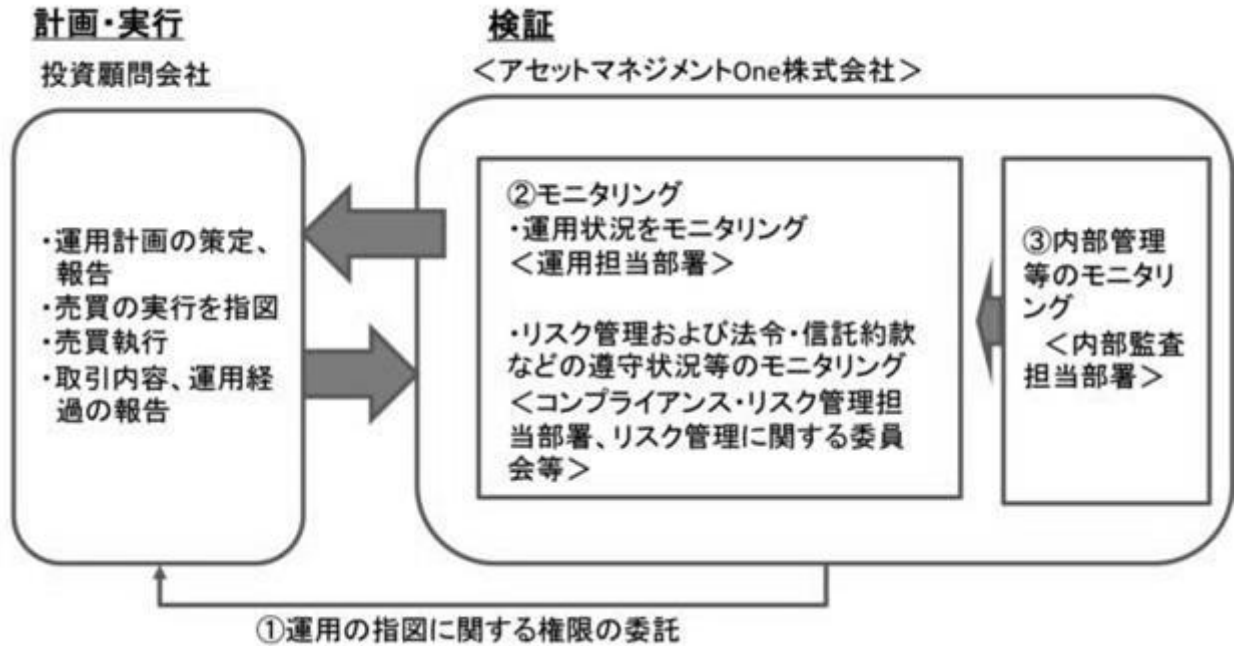 計画・実行
投資顧問会社
・運用計画の策定、
報告
・売買の実行を指図
・売買執行
・取引内容、運用経
過の報告
検証
＜アセットマネジメントOne株式会社＞
②モニタリング
・運用状況をモニタリング
＜運用担当部署＞
・リスク管理および法令・信託約款
などの遵守状況等のモニタリング
＜コンプライアンス・リスク管理担
当部署、リスク管理に関する委員
会等＞
③内部管理
等のモニタリ
ング
＜内部監査
担当部署＞
①運用の指図に関する権限の委託